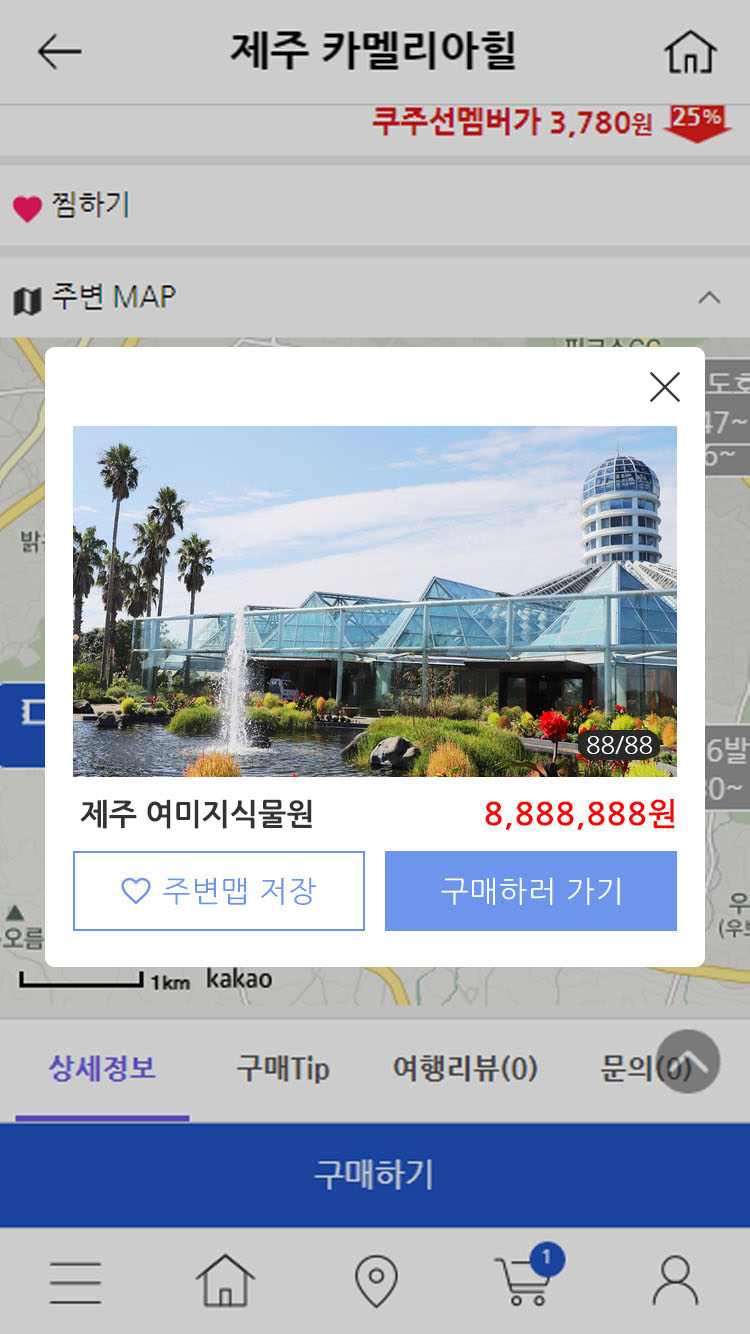 제주 카멜리아힐
쿠주선멤버가 3,780원 25%
찜하기
주변 MAP
88/88
제주 여미지식물원 8,888,888원
주변맵 저장 구매하러 가기
1km kakao
상세정보 구매Tip 여행리뷰(0) 문의(0)
구매하기
1